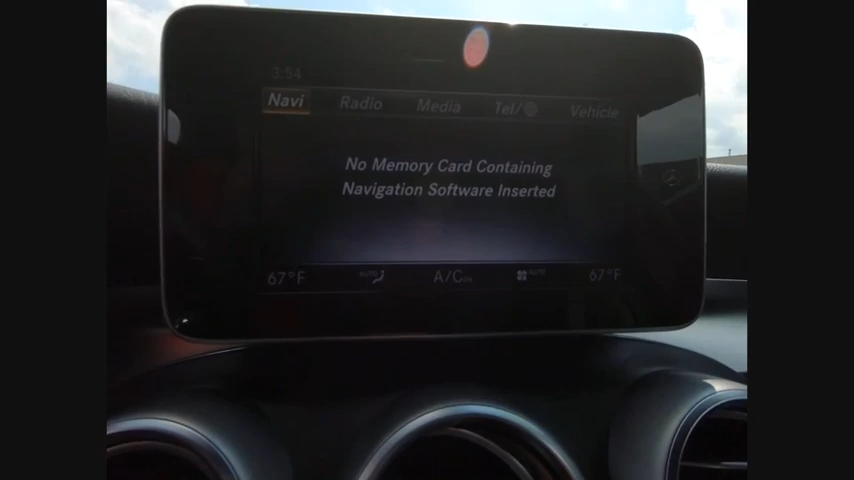 3:54
Navi Radio Media Tel/ Vehicle
No Memory Card Containing
Navigation Software Inserted
67°F AUTO A/C ON AUTO 67°F